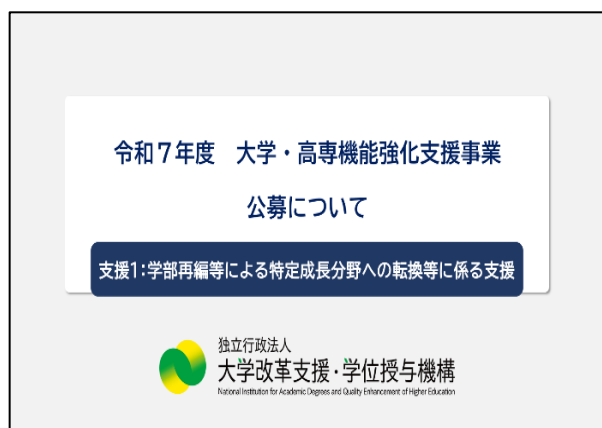 令和７年度　大学・高専機能強化支援事業
公募について
支援1：学部再編等による特定成長分野への転換等に係る支援
独立行政法人
大学改革支援・学位授与機構
National Institution for Academic Degrees and Quality Enhancement of Higher Education